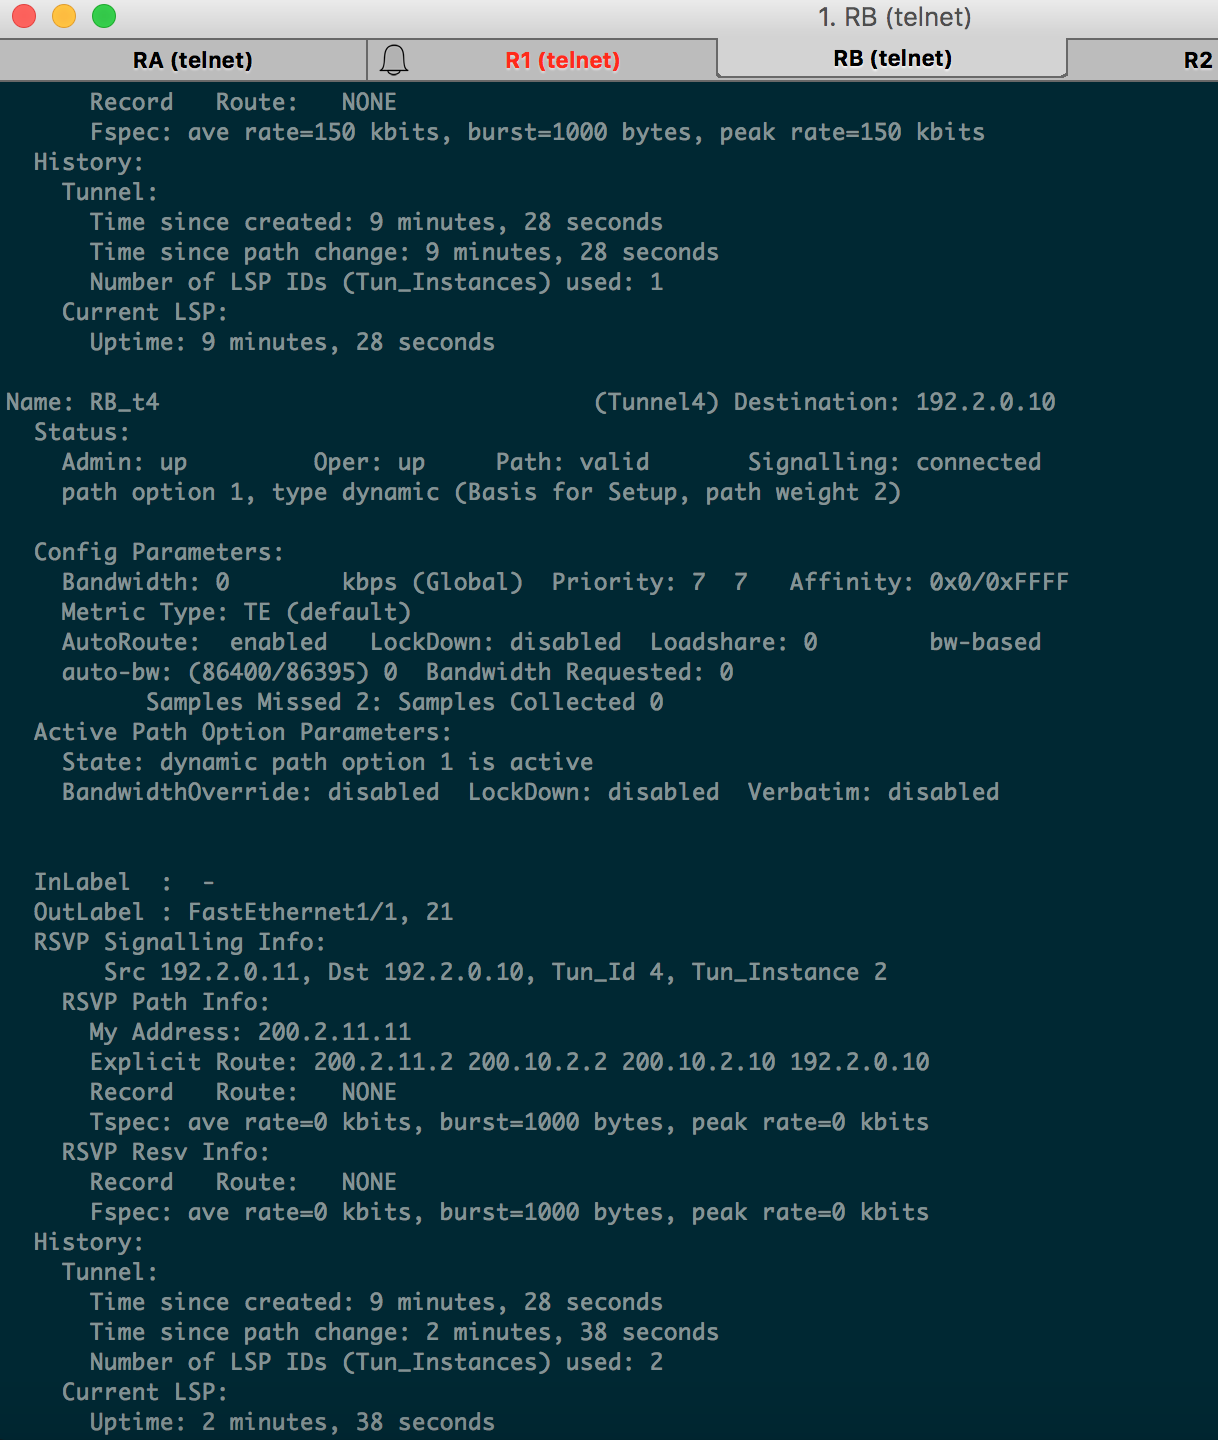 1. RB (telnet)
RA (telnet) R1 (telnet) RB (telnet) R2
Record   Route:   NONE
Fspec: ave rate=150 kbits, burst=1000 bytes, peak rate=150 kbits
History:
Tunnel:
Time since created: 9 minutes, 28 seconds
Time since path change: 9 minutes, 28 seconds
Number of LSP IDs (Tun_Instances) used: 1
Current LSP:
Uptime: 9 minutes, 28 seconds
Name: RB_t4                               (Tunnel4) Destination: 192.2.0.10
Status:
Admin: up         Oper: up     Path: valid       Signalling: connected
path option 1, type dynamic (Basis for Setup, path weight 2)
Config Parameters:
Bandwidth: 0        kbps (Global)  Priority: 7  7   Affinity: 0x0/0xFFFF
Metric Type: TE (default)
AutoRoute:  enabled   LockDown: disabled  Loadshare: 0        bw-based
auto-bw: (86400/86395) 0  Bandwidth Requested: 0
Samples Missed 2: Samples Collected 0
Active Path Option Parameters:
State: dynamic path option 1 is active
BandwidthOverride: disabled  LockDown: disabled  Verbatim: disabled
InLabel  :  -
OutLabel : FastEthernet1/1, 21
RSVP Signalling Info:
Src 192.2.0.11, Dst 192.2.0.10, Tun_Id 4, Tun_Instance 2
RSVP Path Info:
My Address: 200.2.11.11
Explicit Route: 200.2.11.2 200.10.2.2 200.10.2.10 192.2.0.10
Record   Route:   NONE
Tspec: ave rate=0 kbits, burst=1000 bytes, peak rate=0 kbits
RSVP Resv Info:
Record   Route:   NONE
Fspec: ave rate=0 kbits, burst=1000 bytes, peak rate=0 kbits
History:
Tunnel:
Time since created: 9 minutes, 28 seconds
Time since path change: 2 minutes, 38 seconds
Number of LSP IDs (Tun_Instances) used: 2
Current LSP:
Uptime: 2 minutes, 38 seconds